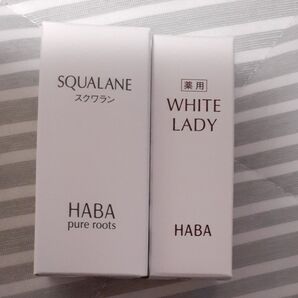 SQUALANE
スクワラン
HABA
pure roots
薬用
WHITE
LADY
HABA